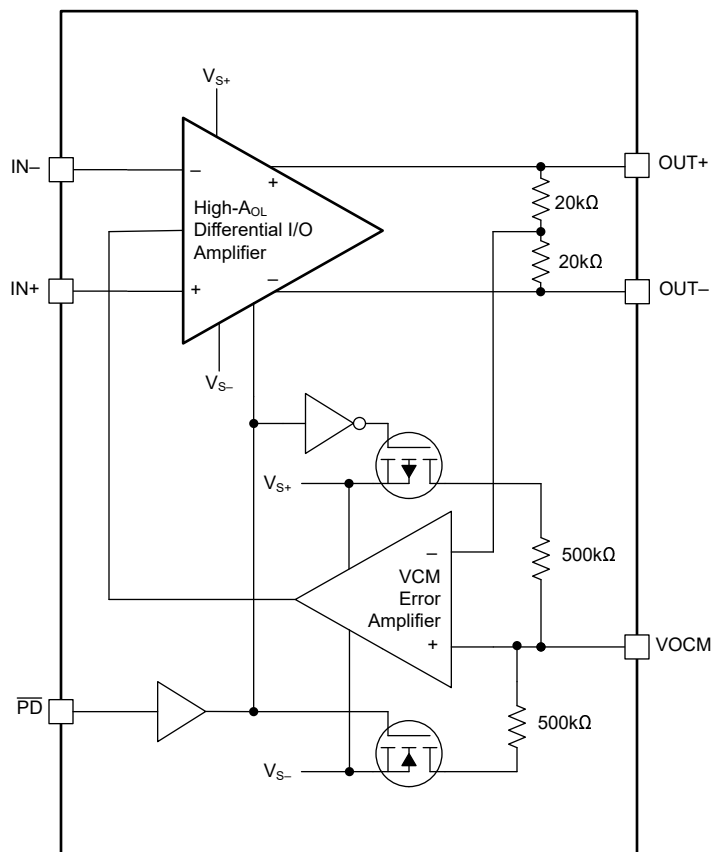 V_S+
IN–
OUT+
–
+
High-A_OL
Differential I/O
Amplifier
20kΩ
20kΩ
IN+
+
–
OUT–
V_S–
V_S+
–
VCM
Error
Amplifier
+
500kΩ
VOCM
PD
500kΩ
V_S–